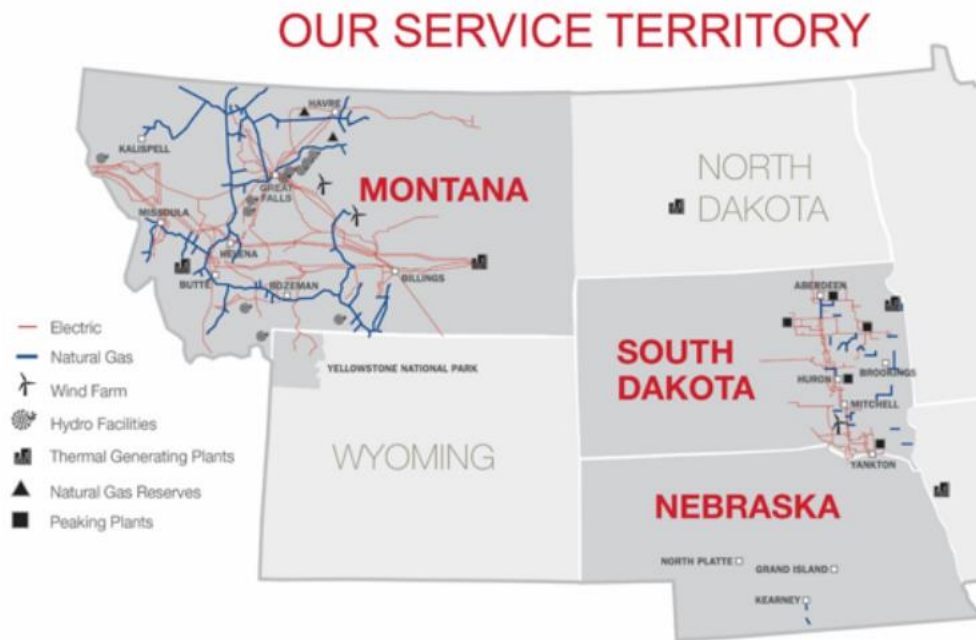 OUR SERVICE TERRITORY
HAVRE
KALISPELL
GREAT
FALLS
MONTANA
NORTH
DAKOTA
MISSOULA
HELENA
BUTTE
BOZEMAN
BILLINGS
ABERDEEN
Electric
Natural Gas
Wind Farm
Hydro Facilities
Thermal Generating Plants
Natural Gas Reserves
Peaking Plants
YELLOWSTONE NATIONAL PARK
WYOMING
SOUTH
DAKOTA
BROOKINGS
HURON
MITCHELL
YANKTON
NEBRASKA
NORTH PLATTE
GRAND ISLAND
KEARNEY